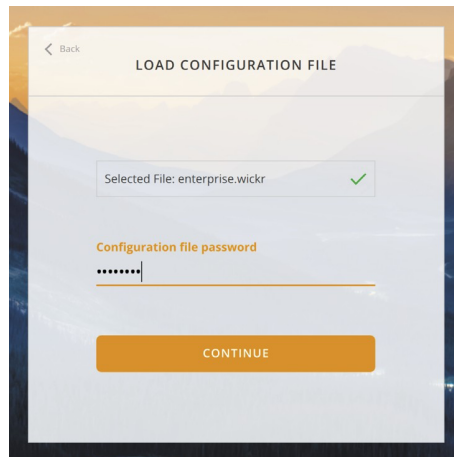 Back
LOAD CONFIGURATION FILE
Selected File: enterprise.wickr
Configuration file password
••••••••
CONTINUE